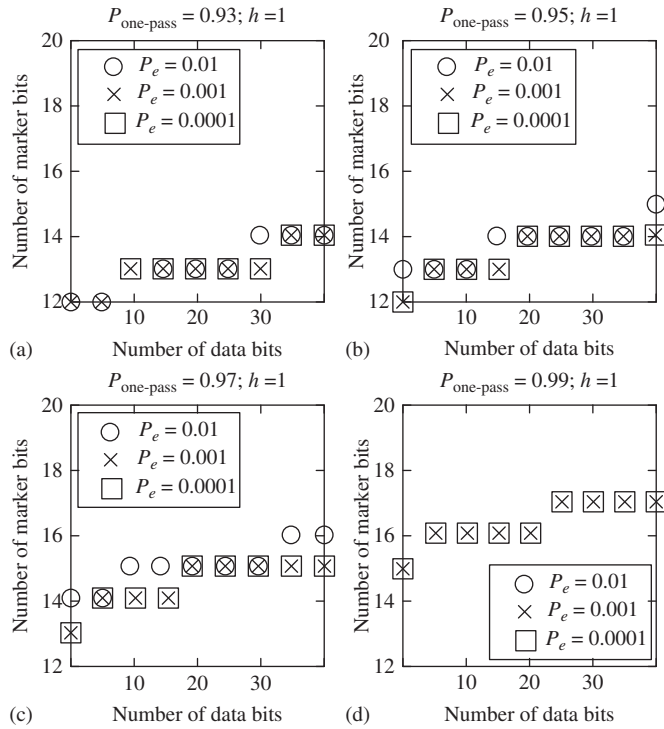 P_one-pass = 0.93; h = 1
Number of marker bits
20
18
16
14
12
P_e = 0.01
P_e = 0.001
P_e = 0.0001
10 20 30 40
(a) Number of data bits
P_one-pass = 0.95; h = 1
Number of marker bits
20
18
16
14
12
P_e = 0.01
P_e = 0.001
P_e = 0.0001
10 20 30 40
(b) Number of data bits
P_one-pass = 0.97; h = 1
Number of marker bits
20
18
16
14
12
P_e = 0.01
P_e = 0.001
P_e = 0.0001
10 20 30 40
(c) Number of data bits
P_one-pass = 0.99; h = 1
Number of marker bits
20
18
16
14
12
P_e = 0.01
P_e = 0.001
P_e = 0.0001
10 20 30 40
(d) Number of data bits